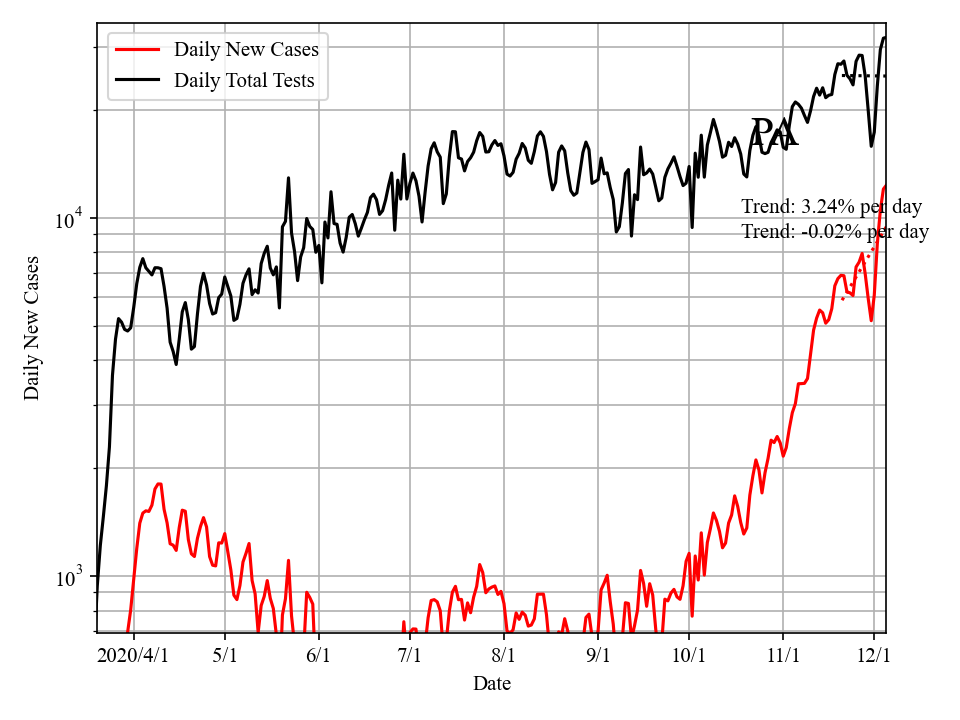 Daily New Cases
Daily Total Tests
PA
Trend: 3.24% per day
Trend: -0.02% per day
10^4
10^3
Daily New Cases
2020/4/1 5/1 6/1 7/1 8/1 9/1 10/1 11/1 12/1
Date